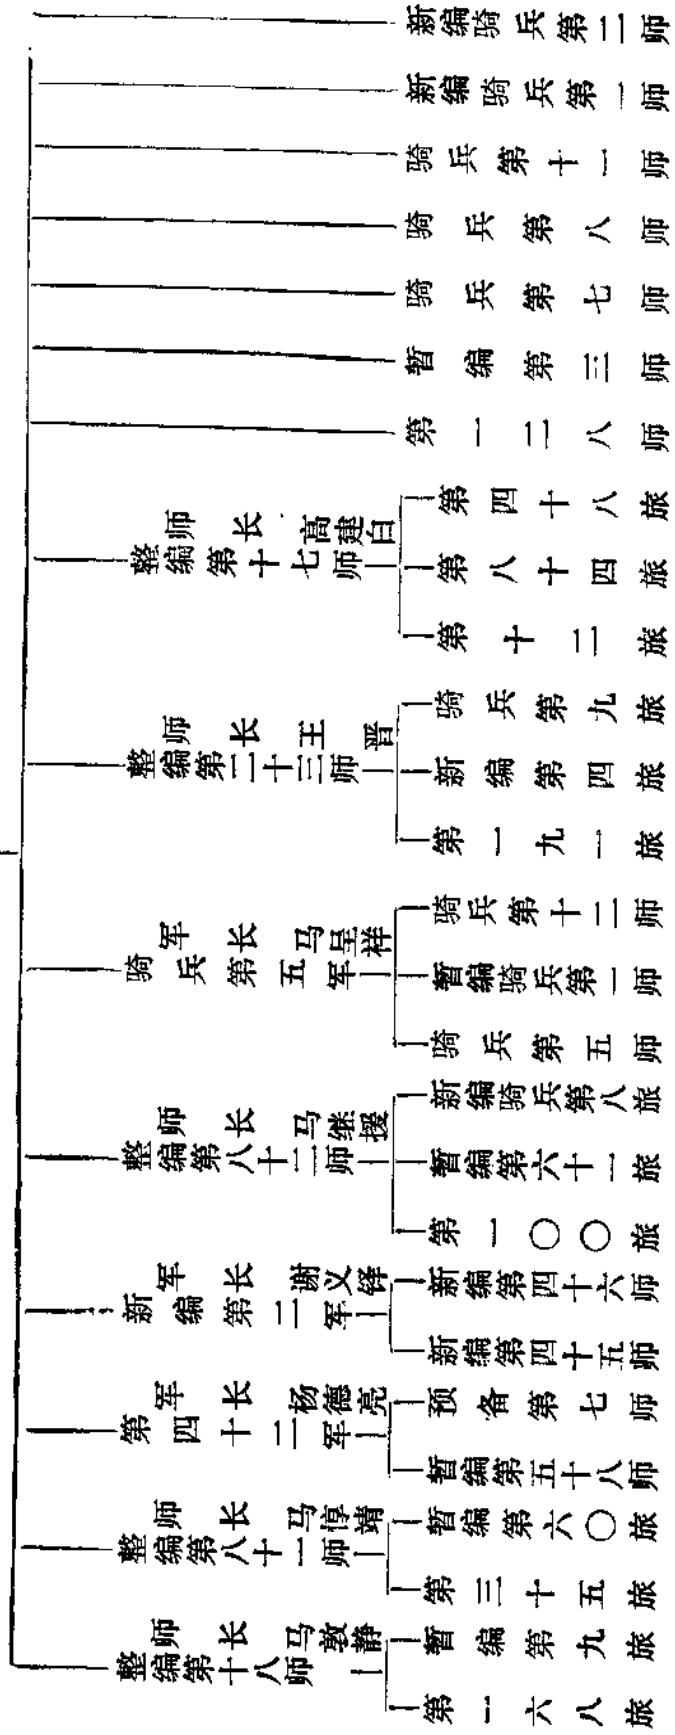 新编骑兵第二师
新编骑兵第一师
骑兵第十一师
骑兵第八师
骑兵第七师
暂编第三师
第一二八师
师长 高建白
整编第十七师
第四十八旅
第八十四旅
第十二旅
师长 王晋
整编第二十三师
骑兵第九旅
新编第四旅
第一九一旅
军长 马呈祥
骑兵第五军
骑兵第十二师
暂编骑兵第一师
骑兵第五师
师长 马继援
整编第八十二师
新编骑兵第八旅
暂编第六十一旅
第一〇〇旅
军长 谢义锋
新编第二军
新编第四十六师
新编第四十五师
军长 杨德亮
第四十二军
预备第七师
暂编第五十八师
师长 马惇靖
整编第八十一师
暂编第六〇旅
第三十五旅
师长 马敦静
整编第十八师
暂编第九旅
第一六八旅